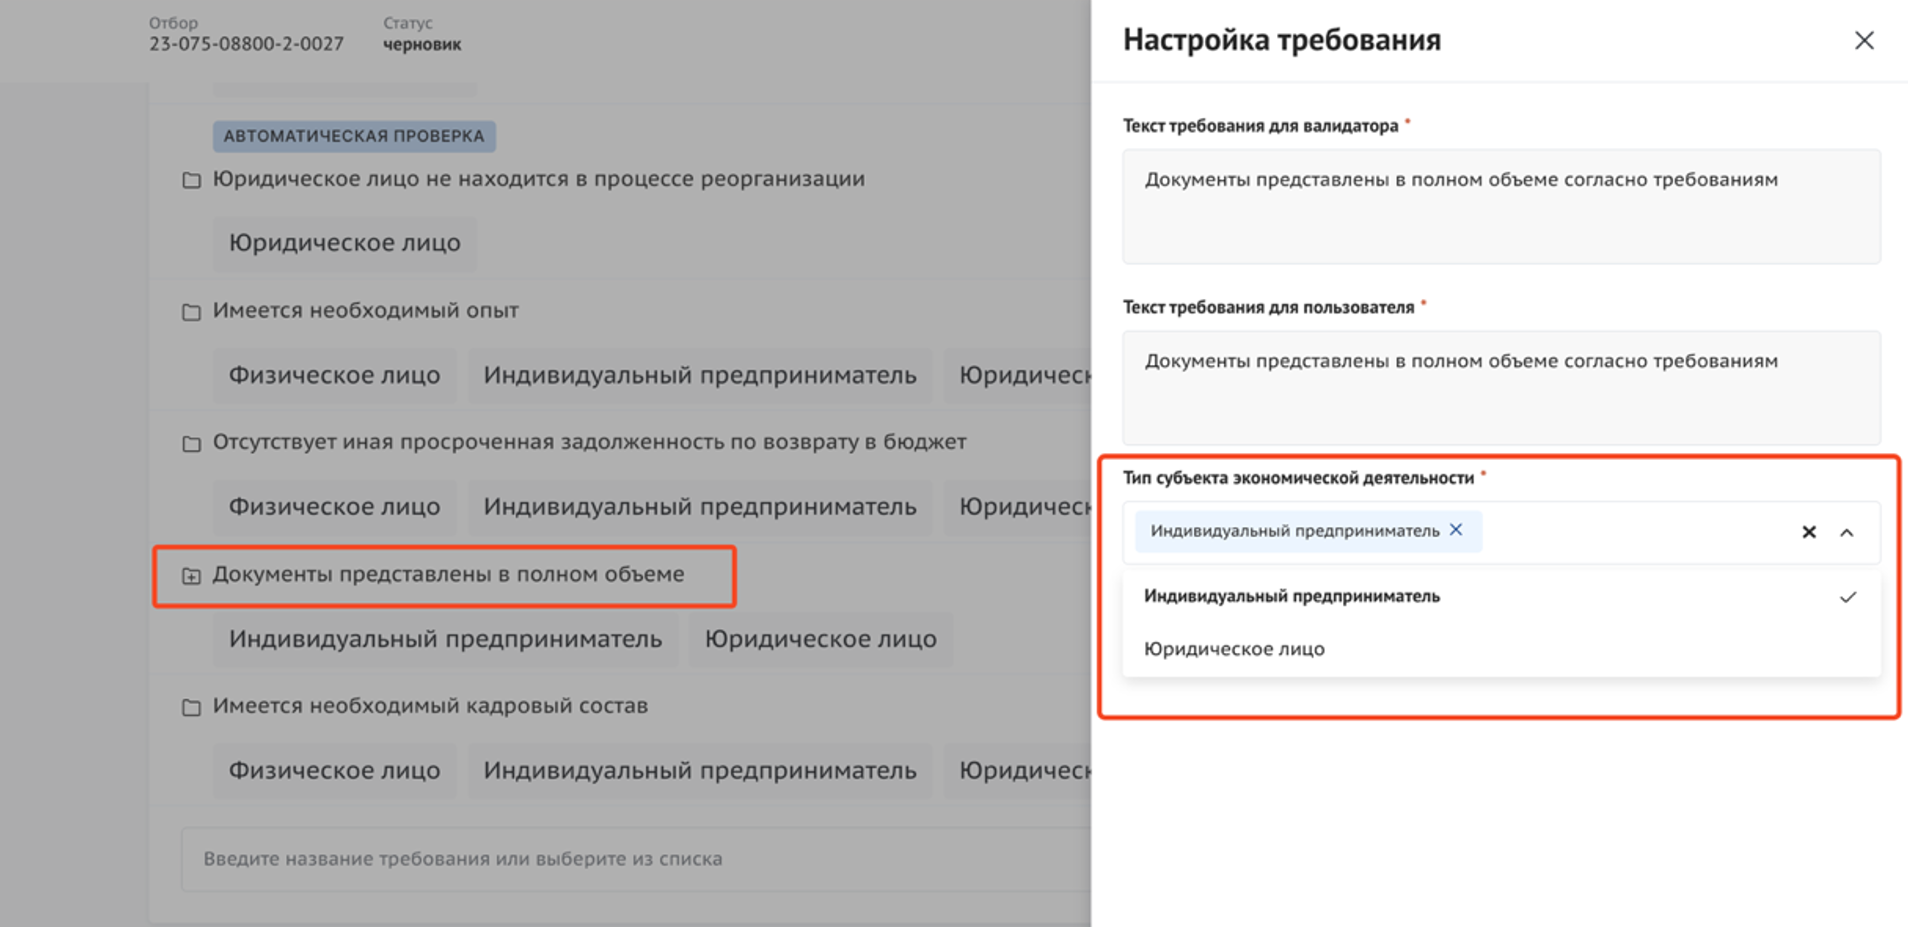 Отбор
23-075-08800-2-0027
Статус
черновик
АВТОМАТИЧЕСКАЯ ПРОВЕРКА
Юридическое лицо не находится в процессе реорганизации
Юридическое лицо
Имеется необходимый опыт
Физическое лицо Индивидуальный предприниматель Юридическ
Отсутствует иная просроченная задолженность по возврату в бюджет
Физическое лицо Индивидуальный предприниматель Юридическ
Документы представлены в полном объеме
Индивидуальный предприниматель Юридическое лицо
Имеется необходимый кадровый состав
Физическое лицо Индивидуальный предприниматель Юридическ
Введите название требования или выберите из списка
Настройка требования
Текст требования для валидатора *
Документы представлены в полном объеме согласно требованиям
Текст требования для пользователя *
Документы представлены в полном объеме согласно требованиям
Тип субъекта экономической деятельности *
Индивидуальный предприниматель
Индивидуальный предприниматель
Юридическое лицо